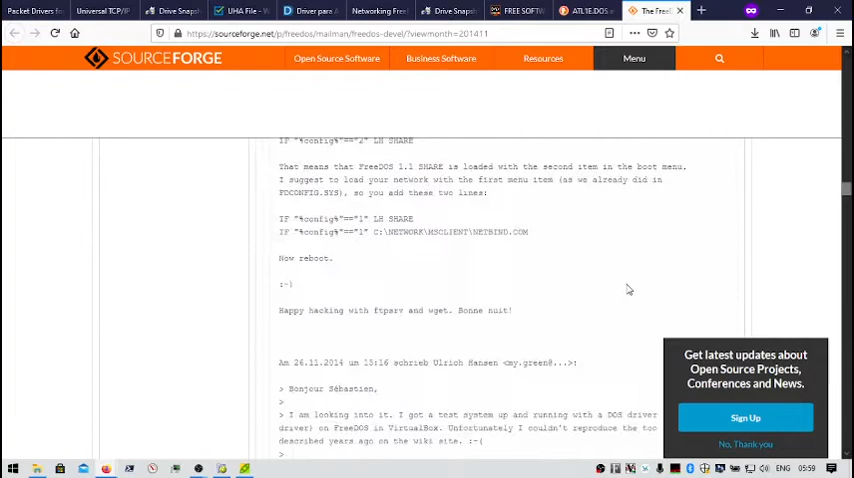 Packet Drivers fo
Universal TCP/IP
Drive Snaps
UHA File - W
Driver para A
Networking Free
Drive Snaps
FREE SOFTW
ATL1E.DOS a
The FreeD
https://sourceforge.net/p/freedos/mailman/freedos-devel/?viewmonth=201411
SOURCEFORGE
Open Source Software
Business Software
Resources
Menu
IF "%config%"=="2" LH SHARE
That means that FreeDOS 1.1 SHARE is loaded with the second item in the boot menu.
I suggest to load your network with the first menu item (as we already did in
FDCONFIG.SYS), so you add these two lines:
IF "%config%"=="1" LH SHARE
IF "%config%"=="1" C:\NETWORK\MSCLIENT\NETBIND.COM
Now reboot.
:-)
Happy hacking with ftpsrv and wget. Bonne nuit!
Am 26.11.2014 um 15:16 schrieb Ulrich Hansen <my.green@...>:
> Bonjour Sébastien,
>
> I am looking into it. I got a test system up and running with a DOS driver
driver) on FreeDOS in VirtualBox. Unfortunately I couldn't reproduce the too
described years ago on the wiki site. :-(
>
Get latest updates about
Open Source Projects,
Conferences and News.
Sign Up
No, Thank you
ENG
05:59